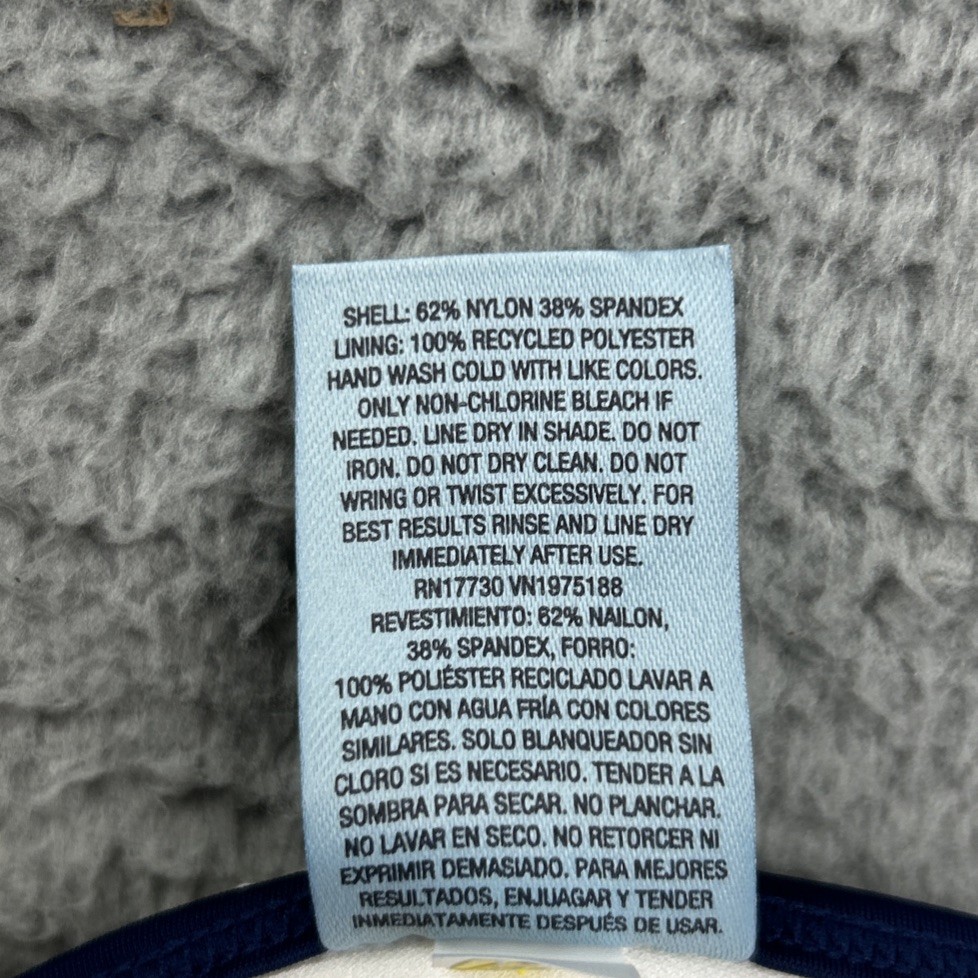 SHELL: 62% NYLON 38% SPANDEX
LINING: 100% RECYCLED POLYESTER
HAND WASH COLD WITH LIKE COLORS.
ONLY NON-CHLORINE BLEACH IF
NEEDED. LINE DRY IN SHADE. DO NOT
IRON. DO NOT DRY CLEAN. DO NOT
WRING OR TWIST EXCESSIVELY. FOR
BEST RESULTS RINSE AND LINE DRY
IMMEDIATELY AFTER USE.
RN17730 VN1975188
REVESTIMIENTO: 62% NAILON,
38% SPANDEX, FORRO:
100% POLIÉSTER RECICLADO LAVAR A
MANO CON AGUA FRÍA CON COLORES
SIMILARES. SOLO BLANQUEADOR SIN
CLORO SI ES NECESARIO. TENDER A LA
SOMBRA PARA SECAR. NO PLANCHAR.
NO LAVAR EN SECO. NO RETORCER NI
EXPRIMIR DEMASIADO. PARA MEJORES
RESULTADOS, ENJUAGAR Y TENDER
INMEDIATAMENTE DESPUÉS DE USAR.